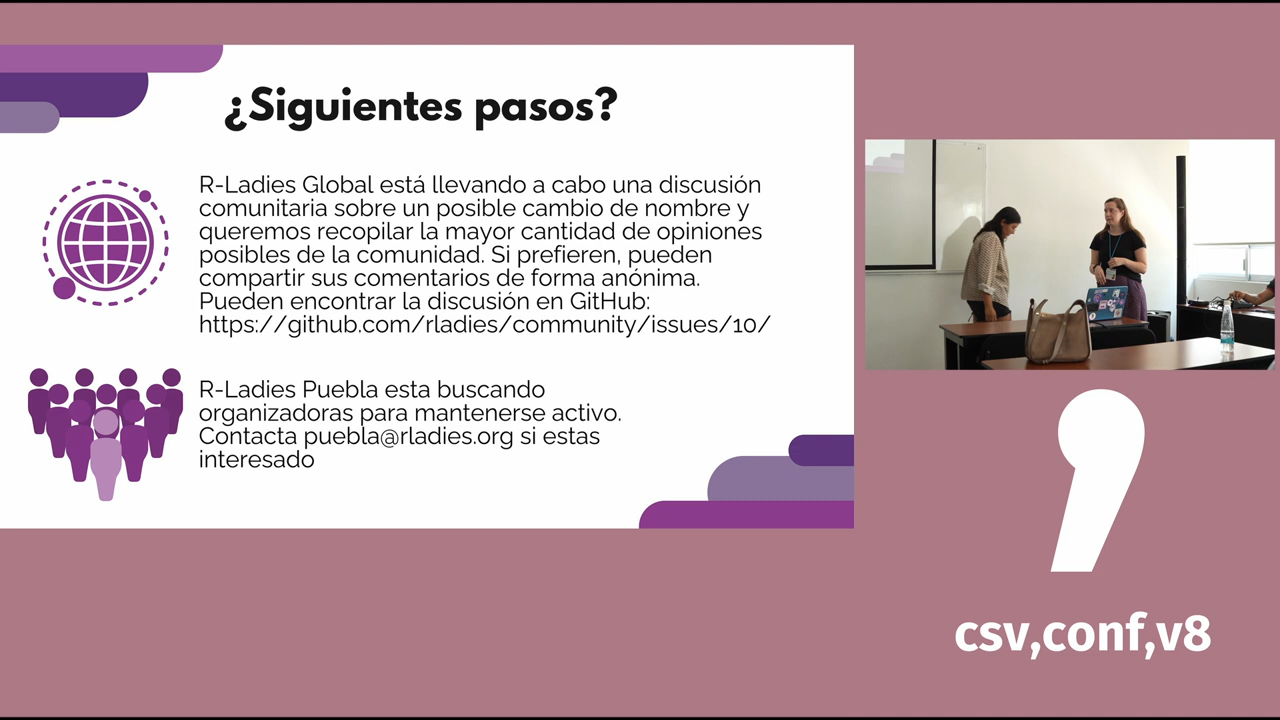 ¿Siguientes pasos?
R-Ladies Global está llevando a cabo una discusión
comunitaria sobre un posible cambio de nombre y
queremos recopilar la mayor cantidad de opiniones
posibles de la comunidad. Si prefieren, pueden
compartir sus comentarios de forma anónima.
Pueden encontrar la discusión en GitHub:
https://github.com/rladies/community/issues/10/
R-Ladies Puebla esta buscando
organizadoras para mantenerse activo.
Contacta puebla@rladies.org si estas
interesado
csv,conf,v8